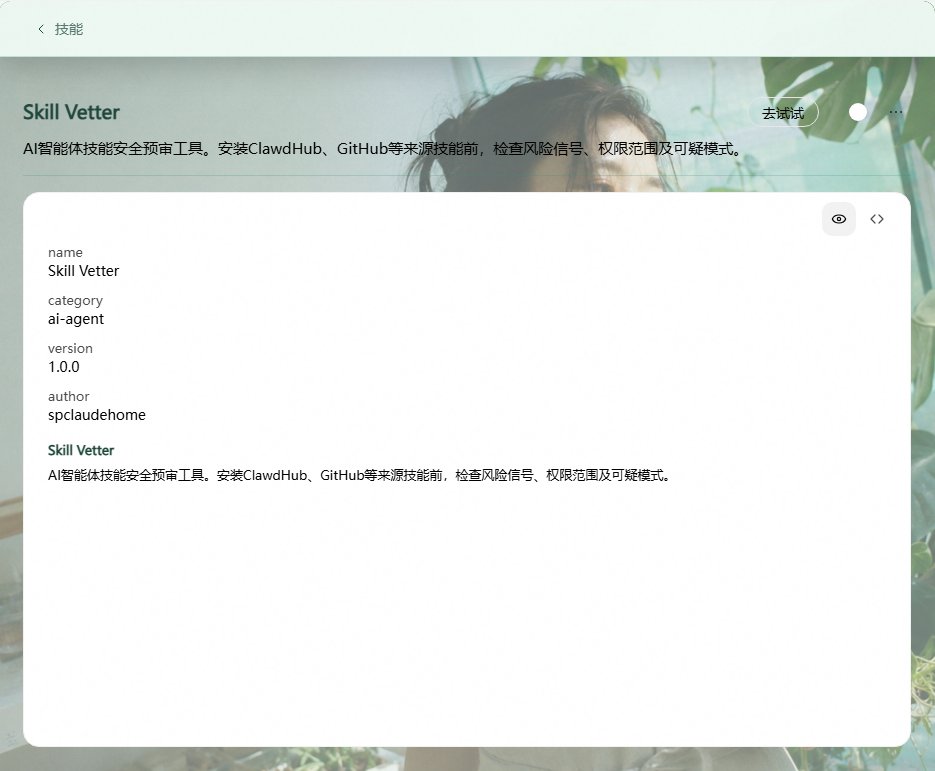 技能
Skill Vetter
去试试
AI智能体技能安全预审工具。安装ClawdHub、GitHub等来源技能前，检查风险信号、权限范围及可疑模式。
name
Skill Vetter
category
ai-agent
version
1.0.0
author
spclaudehome
Skill Vetter
AI智能体技能安全预审工具。安装ClawdHub、GitHub等来源技能前，检查风险信号、权限范围及可疑模式。